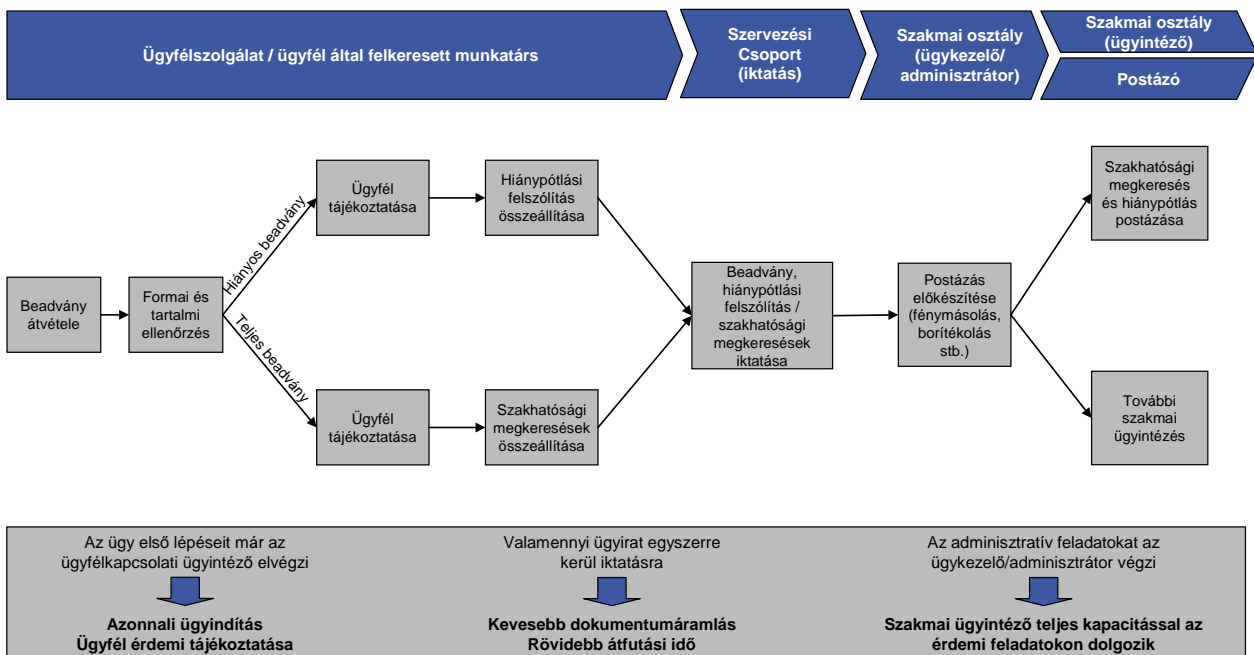 Ügyfélszolgálat / ügyfél által felkeresett munkatárs
Szervezési
Csoport
(iktatás)
Szakmai osztály
(ügykezelő/
adminisztrátor)
Szakmai osztály
(ügyintéző)
Postázó
Beadvány
átvétele
Formai és
tartalmi
ellenőrzés
Hiányos beadvány
Teljes beadvány
Ügyfél
tájékoztatása
Hiánypótlási
felszólítás
összeállítása
Ügyfél
tájékoztatása
Szakhatósági
megkeresések
összeállítása
Beadvány,
hiánypótlási
felszólítás /
szakhatósági
megkeresések
iktatása
Postázás
előkészítése
(fénymásolás,
borítékolás
stb.)
Szakhatósági
megkeresés
és hiánypótlás
postázása
További
szakmai
ügyintézés
Az ügy első lépéseit már az
ügyfélkapcsolati ügyintéző elvégzi
Azonnali ügyindítás
Ügyfél érdemi tájékoztatása
Valamennyi ügyirat egyszerre
kerül iktatásra
Kevesebb dokumentumáramlás
Rövidebb átfutási idő
Az adminisztratív feladatokat az
ügykezelő/adminisztrátor végzi
Szakmai ügyintéző teljes kapacitással az
érdemi feladatokon dolgozik